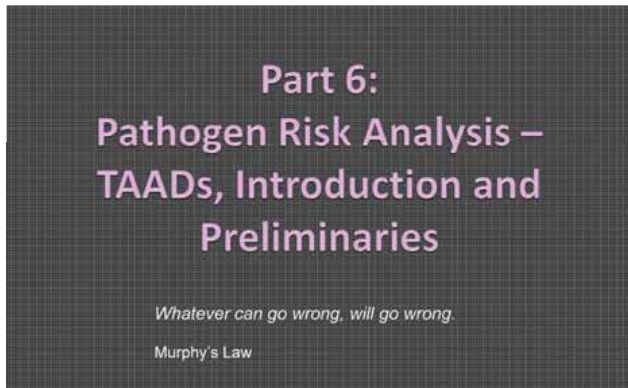 Part 6:
Pathogen Risk Analysis –
TAADs, Introduction and
Preliminaries
Whatever can go wrong, will go wrong.
Murphy's Law